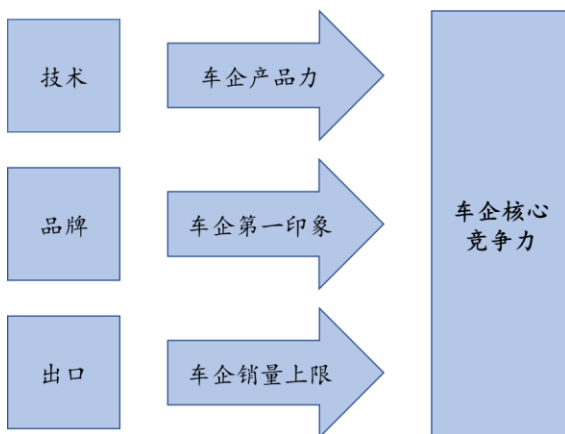 技术
车企产品力
品牌
车企第一印象
车企核心
竞争力
出口
车企销量上限